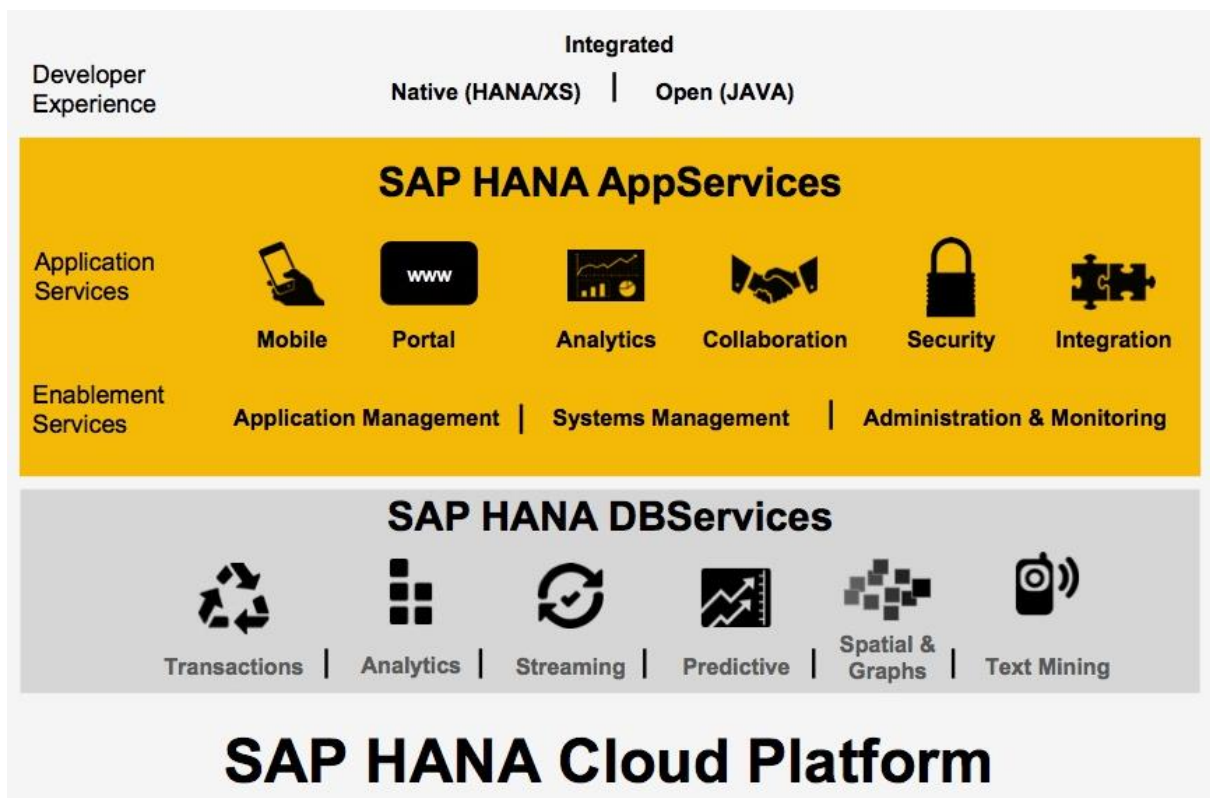 Integrated
Developer
Experience
Native (HANA/XS) | Open (JAVA)
SAP HANA AppServices
Application
Services
www
Mobile Portal Analytics Collaboration Security Integration
Enablement
Services
Application Management | Systems Management | Administration & Monitoring
SAP HANA DBServices
Transactions | Analytics | Streaming | Predictive | Spatial & Graphs | Text Mining
SAP HANA Cloud Platform